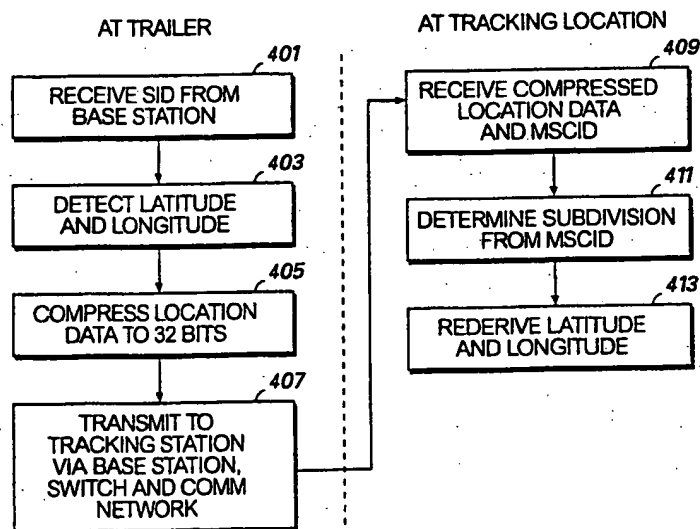 AT TRAILER
401
RECEIVE SID FROM
BASE STATION
403
DETECT LATITUDE
AND LONGITUDE
405
COMPRESS LOCATION
DATA TO 32 BITS
407
TRANSMIT TO
TRACKING STATION
VIA BASE STATION,
SWITCH AND COMM
NETWORK
AT TRACKING LOCATION
409
RECEIVE COMPRESSED
LOCATION DATA
AND MSCID
411
DETERMINE SUBDIVISION
FROM MSCID
413
REDERIVE LATITUDE
AND LONGITUDE